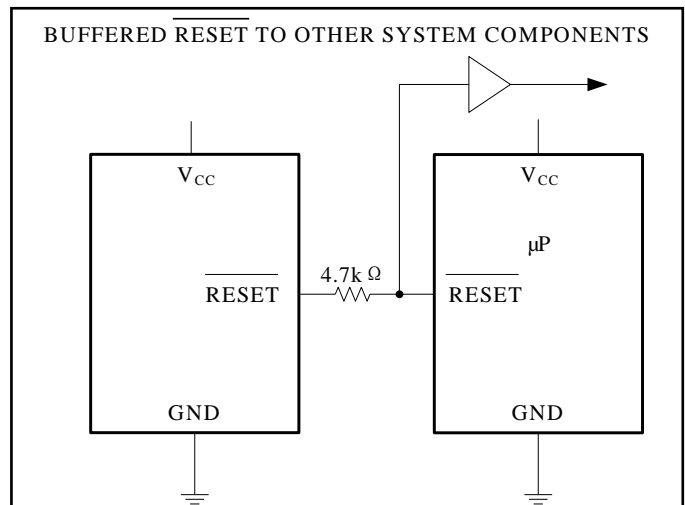 BUFFERED RESET TO OTHER SYSTEM COMPONENTS
VCC
VCC
μP
4.7k Ω
RESET
RESET
GND
GND